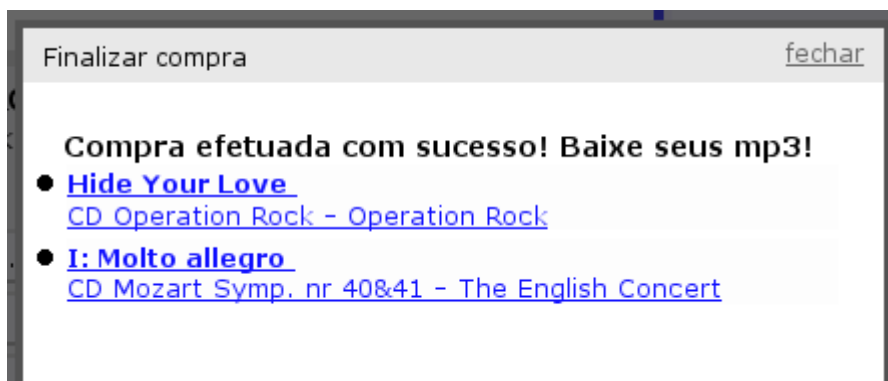 Finalizar compra
fechar
Compra efetuada com sucesso! Baixe seus mp3!
Hide Your Love
CD Operation Rock - Operation Rock
I: Molto allegro
CD Mozart Symp. nr 40&41 - The English Concert